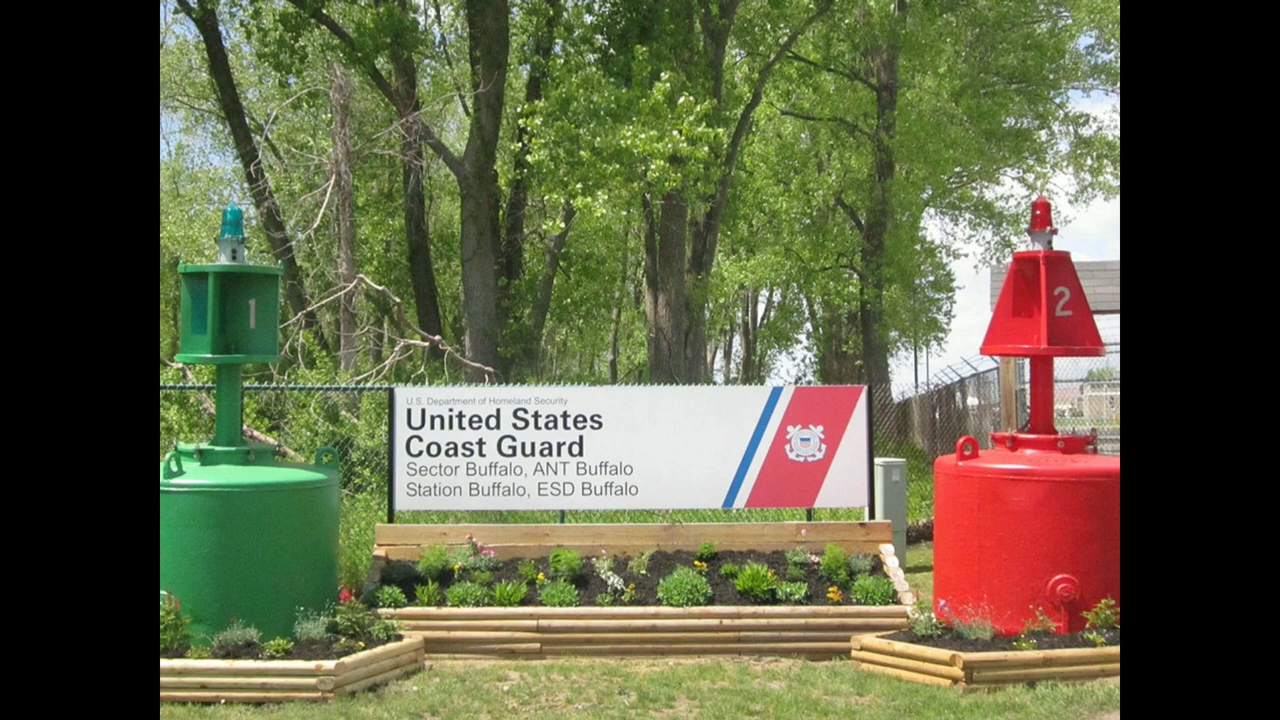 1
2
U.S. Department of Homeland Security
United States
Coast Guard
Sector Buffalo, ANT Buffalo
Station Buffalo, ESD Buffalo